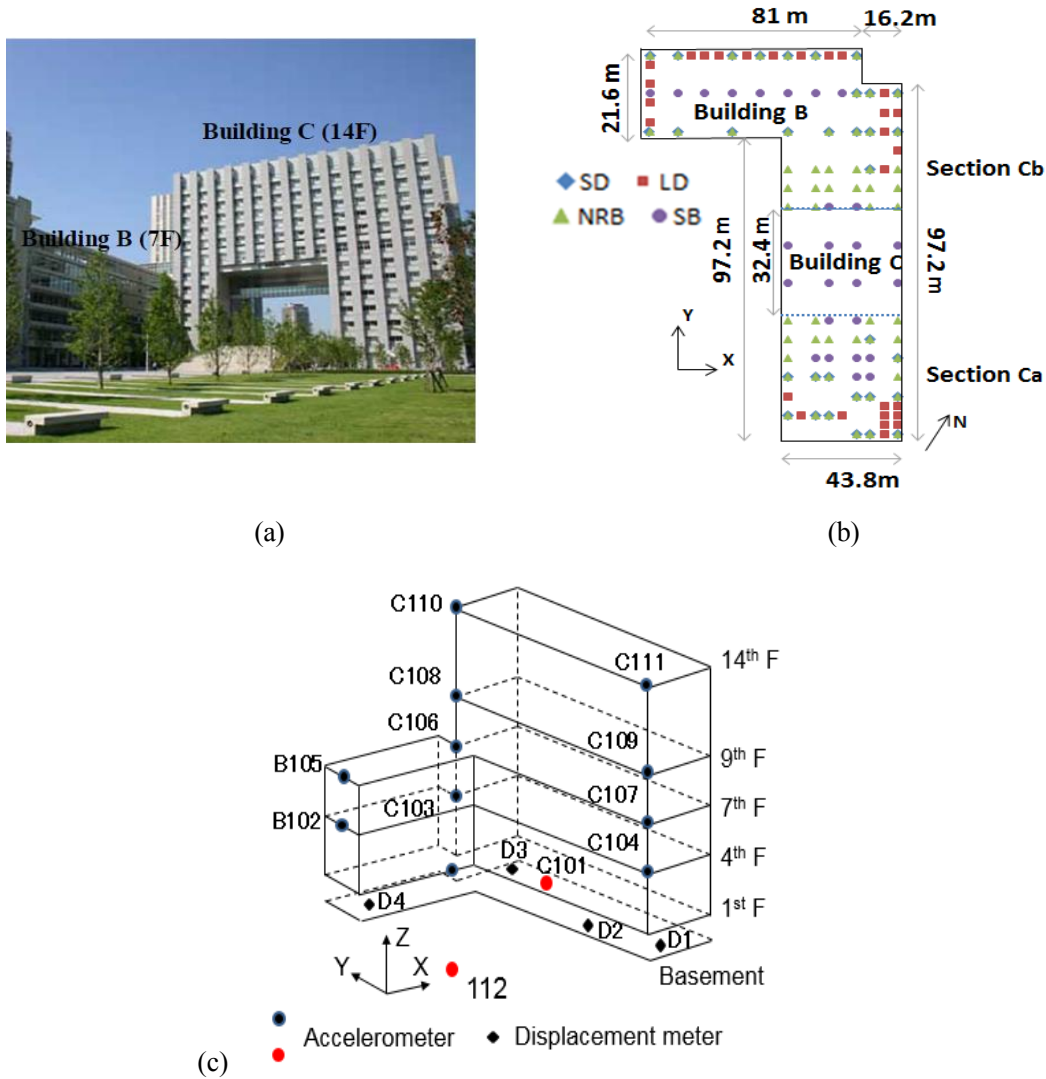 Building C (14F)
Building B (7F)
(a)
81 m
16.2m
21.6 m
Building B
SD
LD
NRB
SB
Section Cb
97.2 m
32.4 m
Building C
97.2m
Y
X
Section Ca
N
43.8m
(b)
C110
C111
14th F
C108
C106
C109
9th F
B105
C107
7th F
B102
C103
C104
4th F
D3
C101
1st F
D4
D2
D1
Z
Y
X
Basement
112
Accelerometer
Displacement meter
(c)